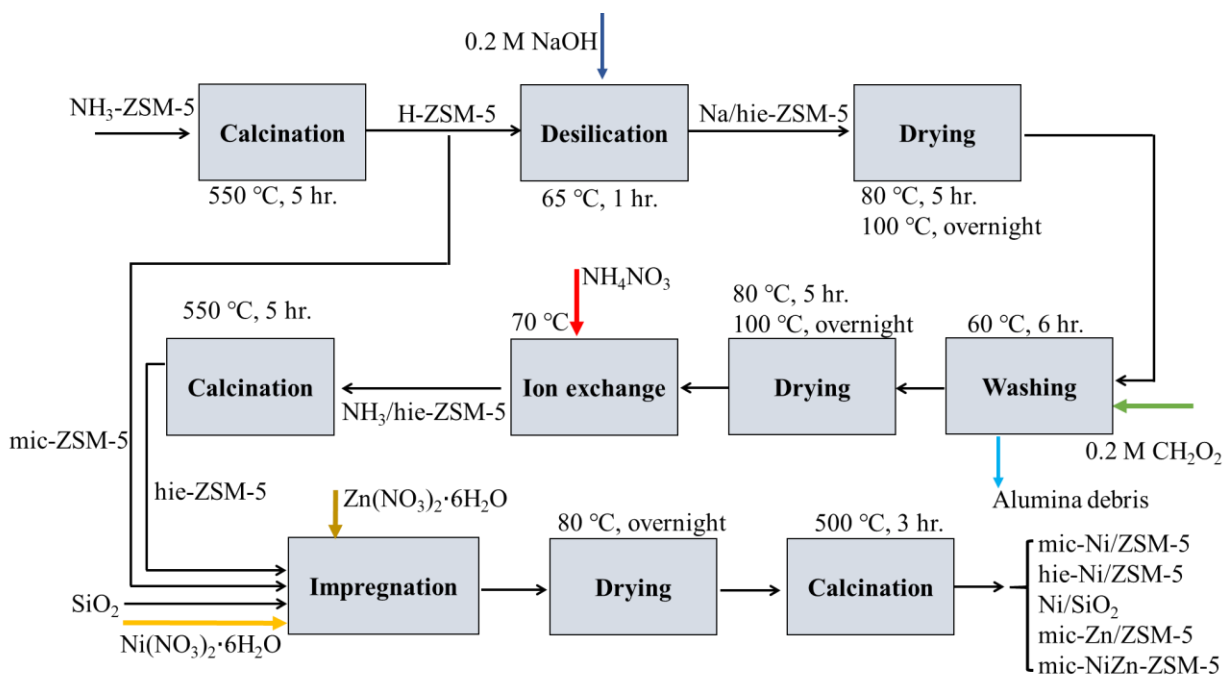 0.2 M NaOH
NH₃-ZSM-5
Calcination
550 ℃, 5 hr.
H-ZSM-5
Desilication
65 ℃, 1 hr.
Na/hie-ZSM-5
Drying
80 ℃, 5 hr.
100 ℃, overnight
550 ℃, 5 hr.
Calcination
NH₃/hie-ZSM-5
NH₄NO₃
70 ℃
Ion exchange
80 ℃, 5 hr.
100 ℃, overnight
Drying
60 ℃, 6 hr.
Washing
0.2 M CH₂O₂
Alumina debris
mic-ZSM-5
hie-ZSM-5
SiO₂
Ni(NO₃)₂·6H₂O
Zn(NO₃)₂·6H₂O
Impregnation
80 ℃, overnight
Drying
500 ℃, 3 hr.
Calcination
mic-Ni/ZSM-5
hie-Ni/ZSM-5
Ni/SiO₂
mic-Zn/ZSM-5
mic-NiZn-ZSM-5